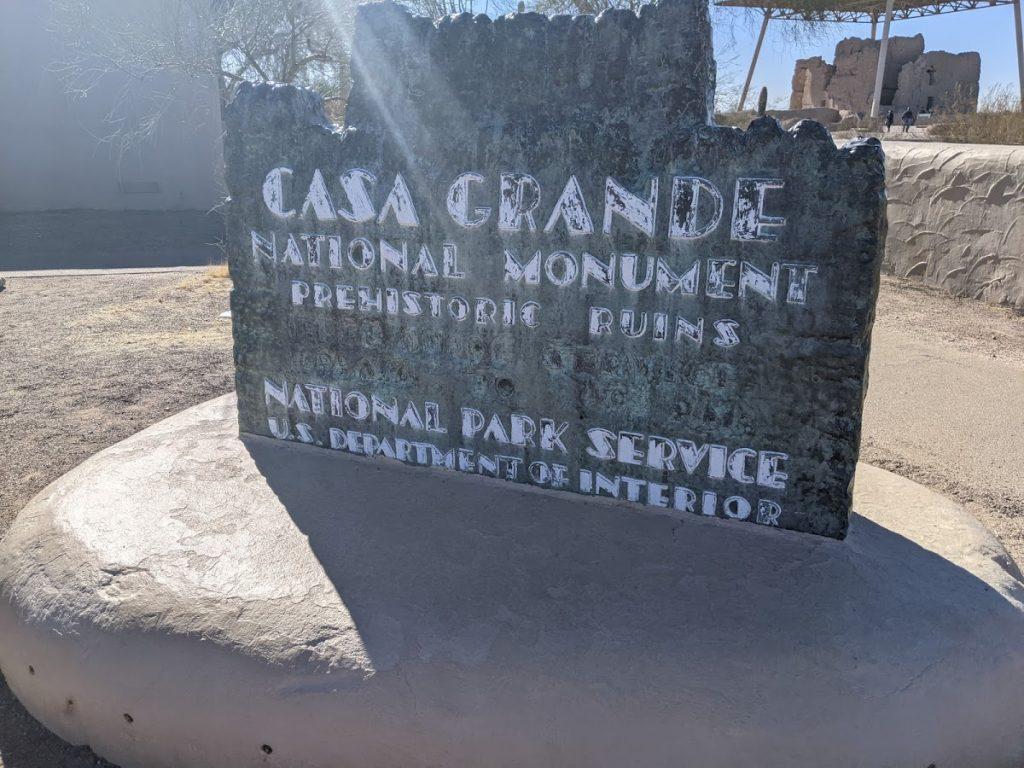 CASA GRANDE
NATIONAL MONUMENT
PREHISTORIC RUINS
NATIONAL PARK SERVICE
U.S. DEPARTMENT OF INTERIOR